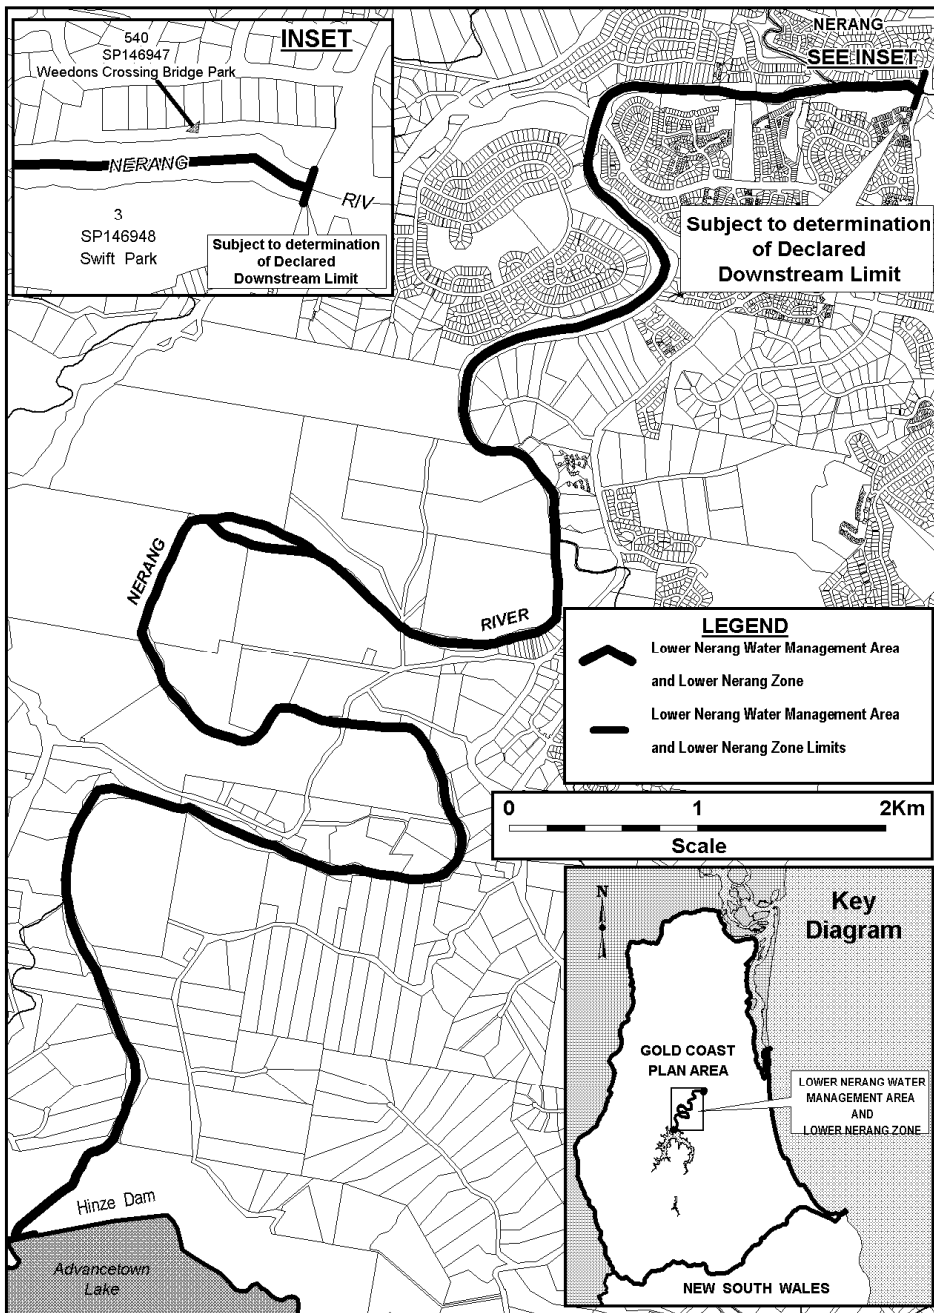 INSET
540
SP146947
Weedons Crossing Bridge Park
NERANG
RIV
3
SP146948
Swift Park
Subject to determination
of Declared
Downstream Limit
NERANG
SEE INSET
Subject to determination
of Declared
Downstream Limit
NERANG
RIVER
LEGEND
Lower Nerang Water Management Area
and Lower Nerang Zone
Lower Nerang Water Management Area
and Lower Nerang Zone Limits
0 1 2Km
Scale
N
Key
Diagram
GOLD COAST
PLAN AREA
LOWER NERANG WATER
MANAGEMENT AREA
AND
LOWER NERANG ZONE
NEW SOUTH WALES
Hinze Dam
Advancetown
Lake